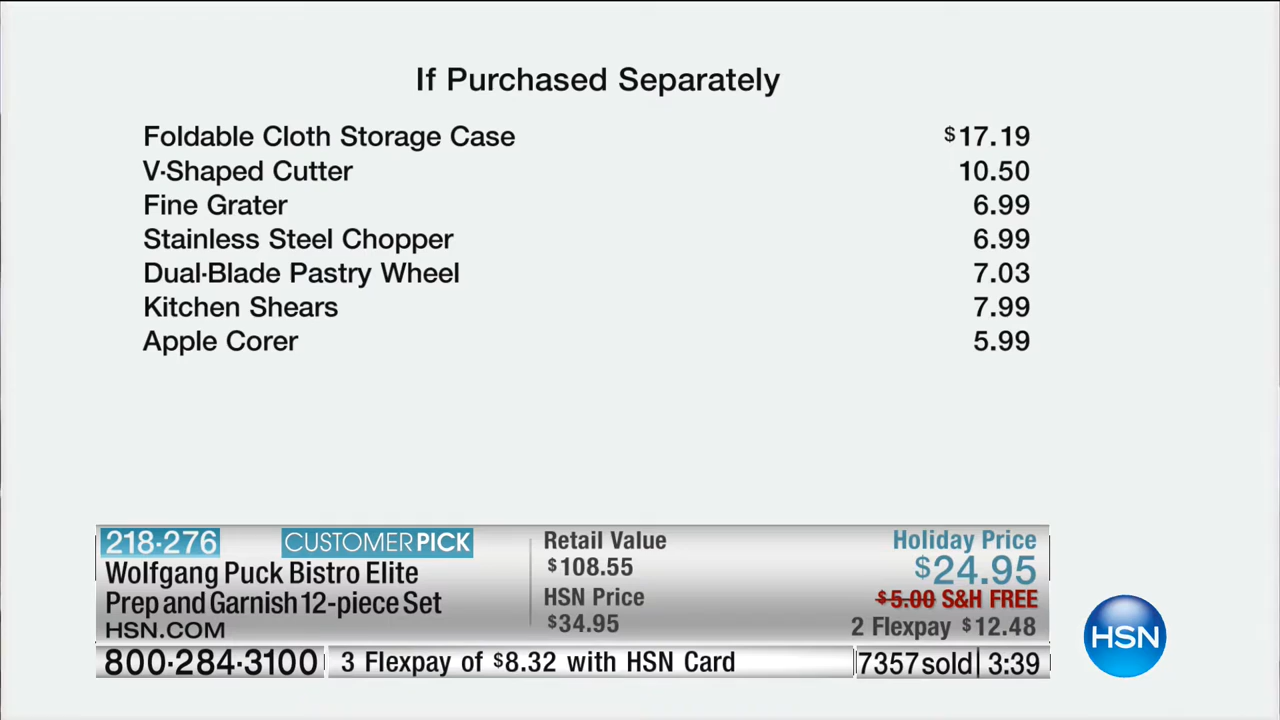 If Purchased Separately
Foldable Cloth Storage Case $17.19
V-Shaped Cutter 10.50
Fine Grater 6.99
Stainless Steel Chopper 6.99
Dual-Blade Pastry Wheel 7.03
Kitchen Shears 7.99
Apple Corer 5.99
218-276 CUSTOMER PICK
Wolfgang Puck Bistro Elite
Prep and Garnish 12-piece Set
HSN.COM
Retail Value
$108.55
HSN Price
$34.95
Holiday Price
$24.95
$5.00 S&H FREE
2 Flexpay $12.48
800-284-3100 3 Flexpay of $8.32 with HSN Card 7357 sold 3:39
HSN